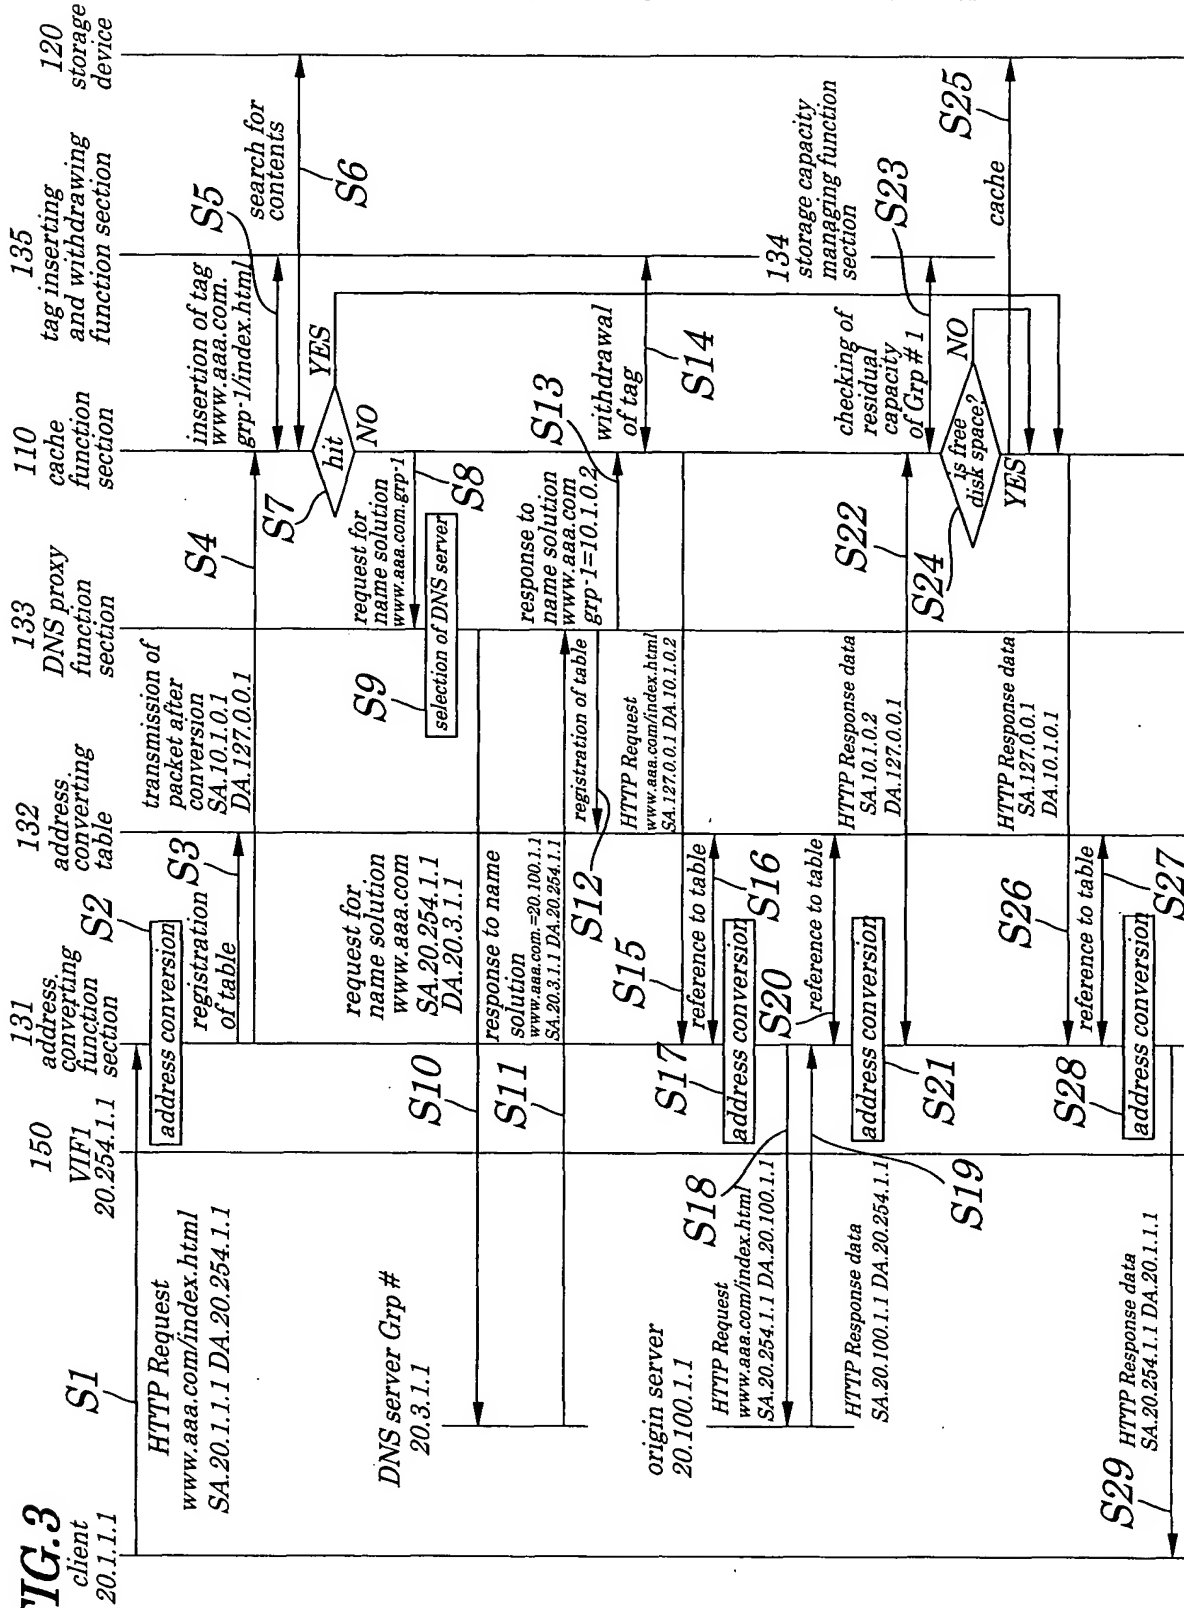 FIG.3
client
20.1.1.1
150
VIF1
20.254.1.1
131
address
converting
function
section
132
address
converting
table
133
DNS proxy
function
section
110
cache
function
section
135
tag inserting
and withdrawing
function section
120
storage
device
S1
HTTP Request
www.aaa.com/index.html
SA.20.1.1.1 DA.20.254.1.1
S2
address conversion
S3
registration
of table
transmission of
packet after
conversion
SA.10.1.0.1
DA.127.0.0.1
S4
insertion of tag
www.aaa.com.
grp-1/index.html
S5
search for
contents
S6
S7
hit
YES
NO
request for
name solution
www.aaa.com.grp-1
S8
S9
selection of DNS server
DNS server Grp #
20.3.1.1
request for
name solution
www.aaa.com
SA.20.254.1.1
DA.20.3.1.1
S10
response to name
solution
www.aaa.com.=20.100.1.1
SA.20.3.1.1 DA.20.254.1.1
S11
registration of table
S12
response to
name solution
www.aaa.com
grp-1=10.1.0.2
S13
withdrawal
of tag
S14
HTTP Request
www.aaa.com/index.html
SA.127.0.0.1 DA.10.1.0.2
S15
reference to table
S16
S17
address conversion
origin server
20.100.1.1
HTTP Request
www.aaa.com/index.html
SA.20.254.1.1 DA.20.100.1.1
S18
HTTP Response data
SA.20.100.1.1 DA.20.254.1.1
S19
S20
reference to table
address conversion
S21
HTTP Response data
SA.10.1.0.2
DA.127.0.0.1
S22
134
storage capacity
managing function
section
checking of
residual
capacity
of Grp # 1
S23
S24
is free
disk space?
NO
YES
cache
S25
HTTP Response data
SA.127.0.0.1
DA.10.1.0.1
S26
reference to table
S27
S28
address conversion
S29
HTTP Response data
SA.20.254.1.1 DA.20.1.1.1